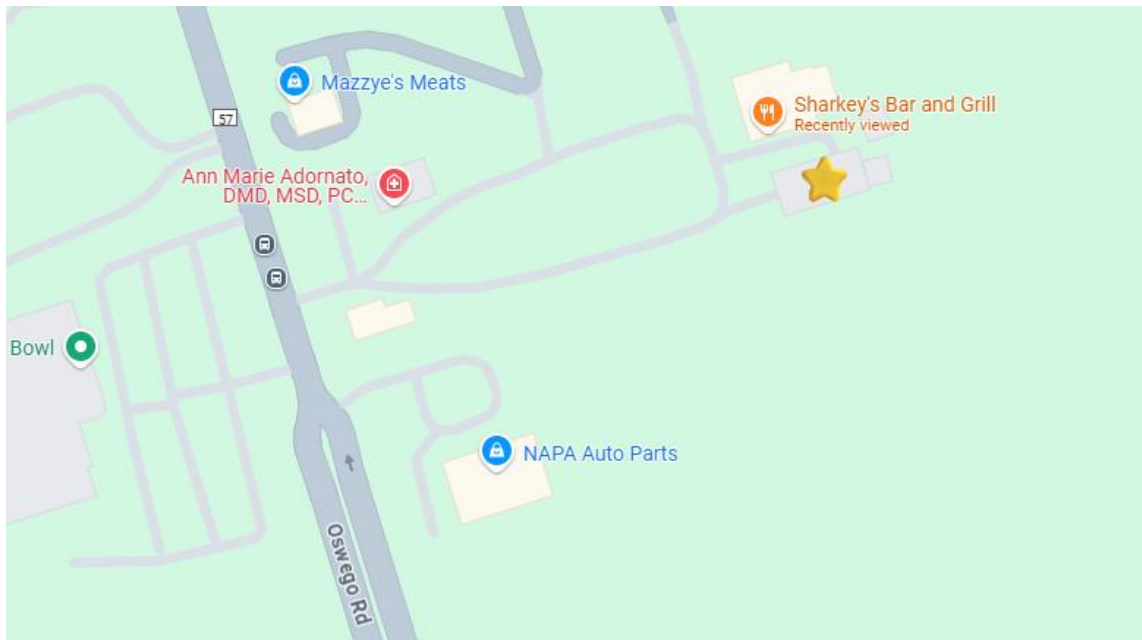 Mazzye's Meats
57
Sharkey's Bar and Grill
Recently viewed
Ann Marie Adornato,
DMD, MSD, PC...
Bowl
NAPA Auto Parts
Oswego Rd